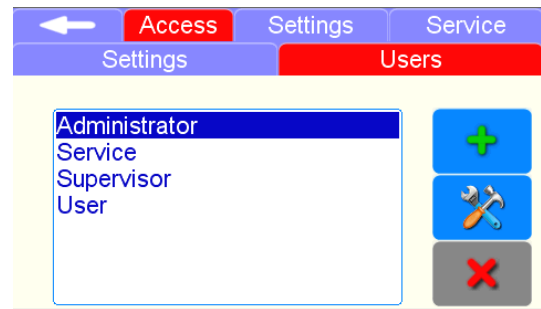 Access Settings Service
Settings Users
Administrator
Service
Supervisor
User